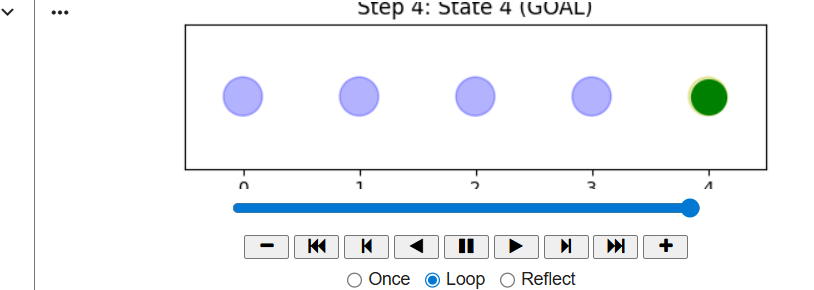 Step 4: State 4 (GOAL)
0 1 2 3 4
Once Loop Reflect